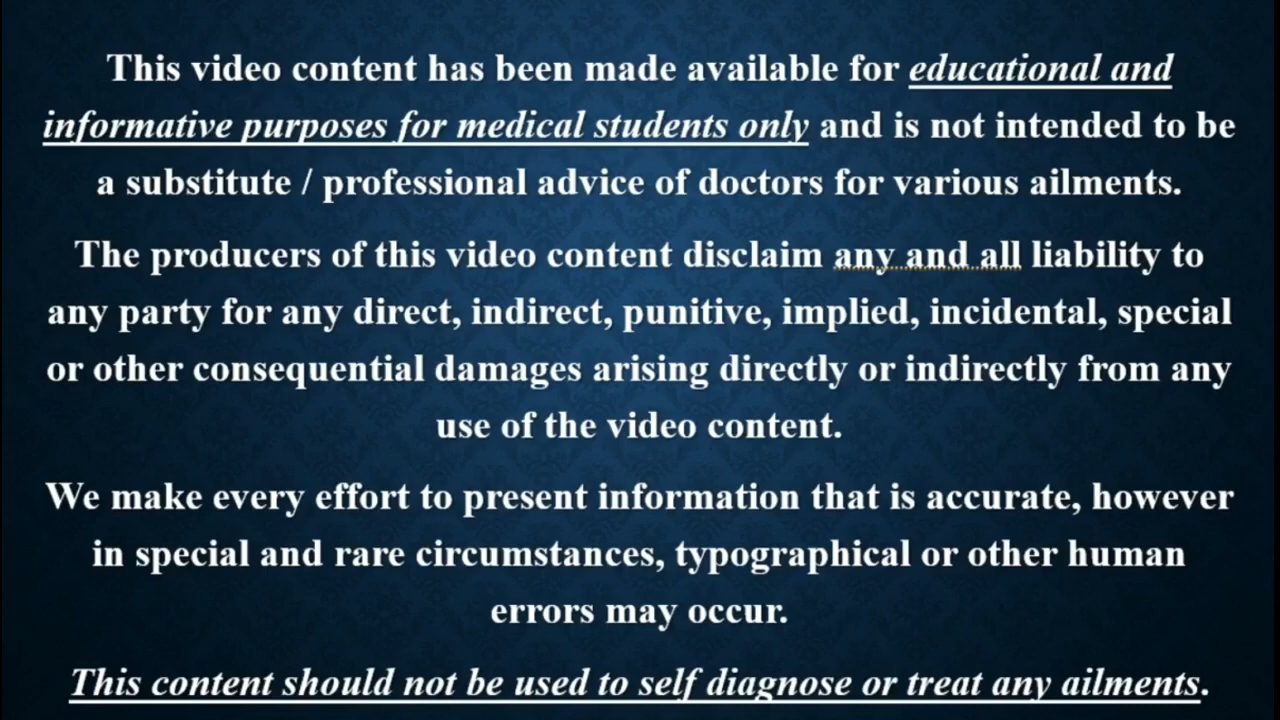 This video content has been made available for educational and
informative purposes for medical students only and is not intended to be
a substitute / professional advice of doctors for various ailments.
The producers of this video content disclaim any and all liability to
any party for any direct, indirect, punitive, implied, incidental, special
or other consequential damages arising directly or indirectly from any
use of the video content.
We make every effort to present information that is accurate, however
in special and rare circumstances, typographical or other human
errors may occur.
This content should not be used to self diagnose or treat any ailments.